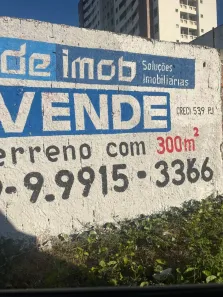 de imob Soluções
imobiliárias
VENDE CRECI 539 PJ
erreno com 300m²
9.9915-3366